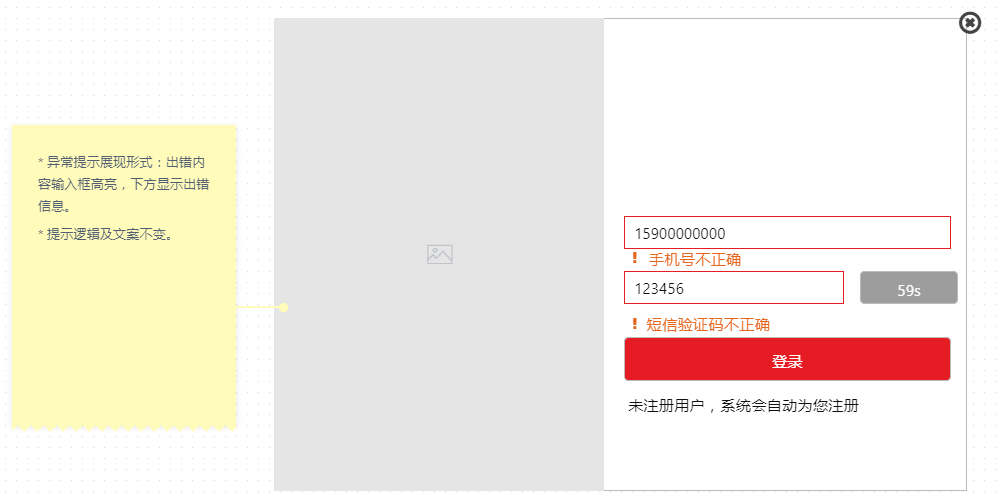 * 异常提示展现形式：出错内
容输入框高亮，下方显示出错
信息。
* 提示逻辑及文案不变。
15900000000
! 手机号不正确
123456
59s
! 短信验证码不正确
登录
未注册用户，系统会自动为您注册